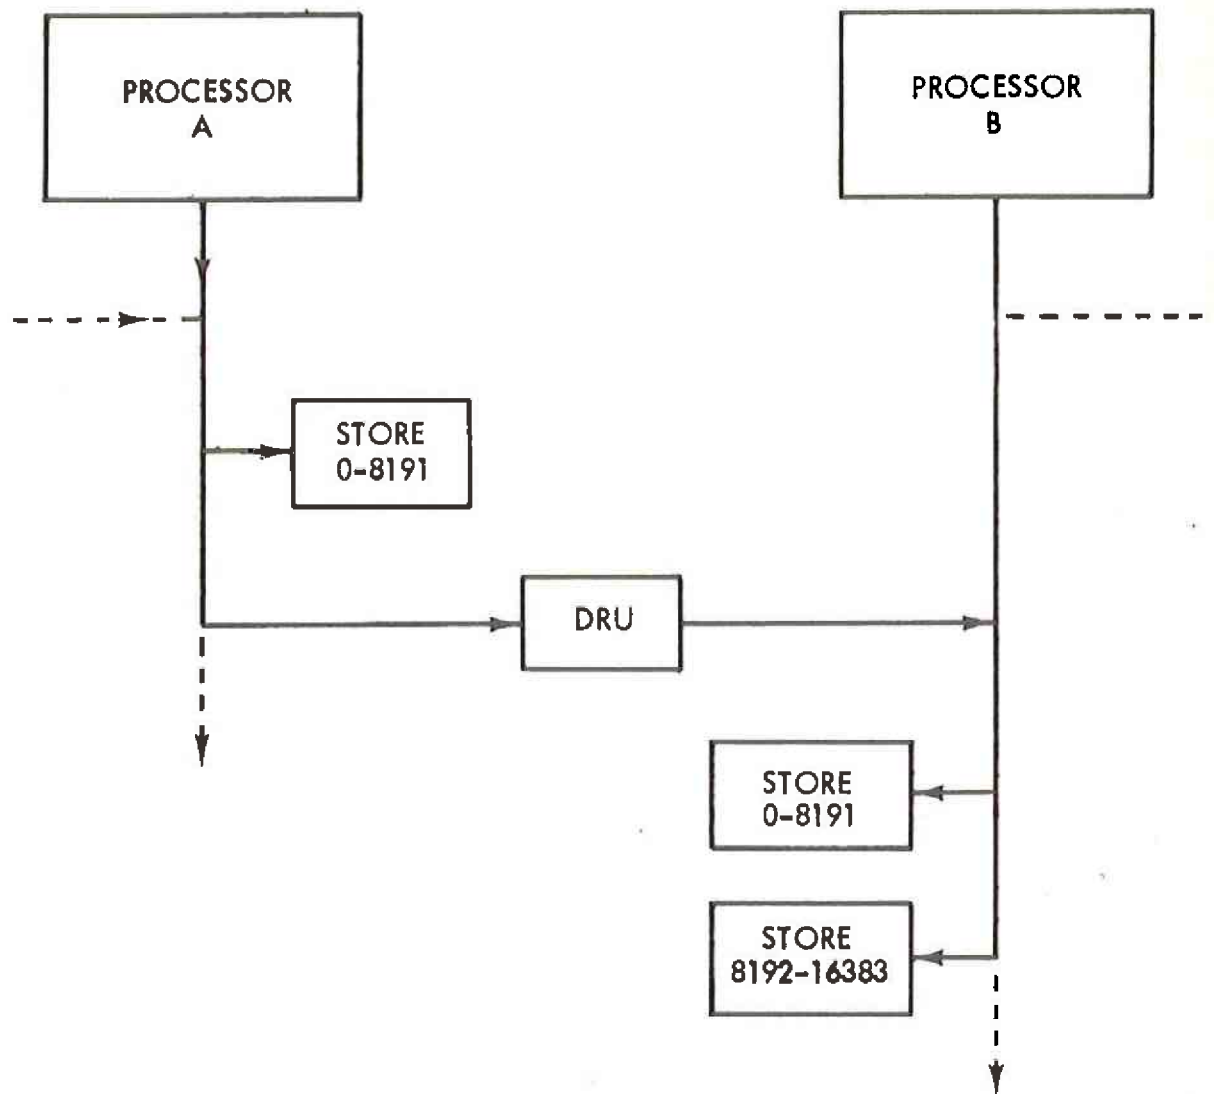 PROCESSOR
A
PROCESSOR
B
STORE
0-8191
DRU
STORE
0-8191
STORE
8192-16383